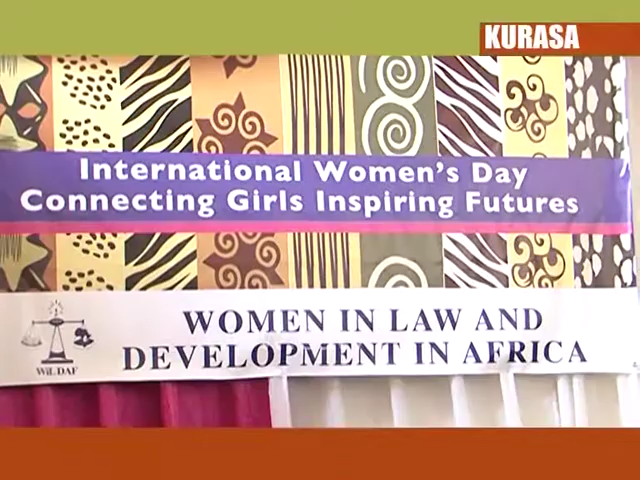 KURASA
International Women's Day
Connecting Girls Inspiring Futures
WOMEN IN LAW AND
DEVELOPMENT IN AFRICA
WiLDAF